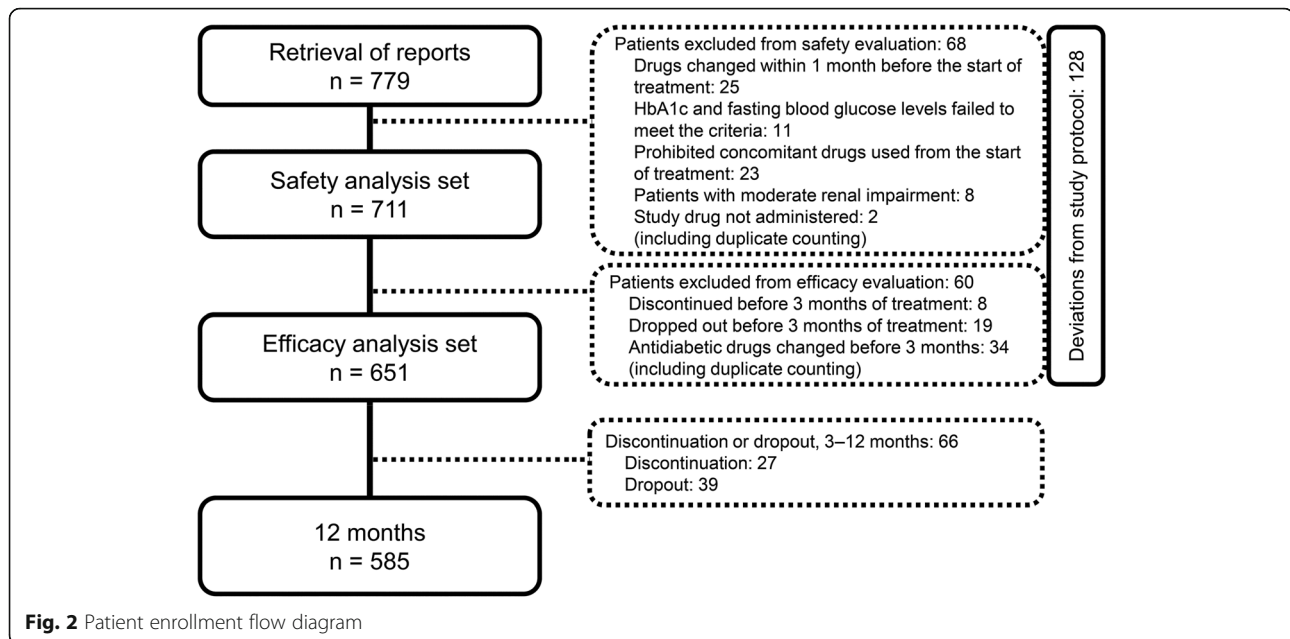 Retrieval of reports
n = 779
Patients excluded from safety evaluation: 68
Drugs changed within 1 month before the start of
treatment: 25
HbA1c and fasting blood glucose levels failed to
meet the criteria: 11
Prohibited concomitant drugs used from the start
of treatment: 23
Patients with moderate renal impairment: 8
Study drug not administered: 2
(including duplicate counting)
Deviations from study protocol: 128
Safety analysis set
n = 711
Patients excluded from efficacy evaluation: 60
Discontinued before 3 months of treatment: 8
Dropped out before 3 months of treatment: 19
Antidiabetic drugs changed before 3 months: 34
(including duplicate counting)
Efficacy analysis set
n = 651
Discontinuation or dropout, 3–12 months: 66
Discontinuation: 27
Dropout: 39
12 months
n = 585
Fig. 2 Patient enrollment flow diagram